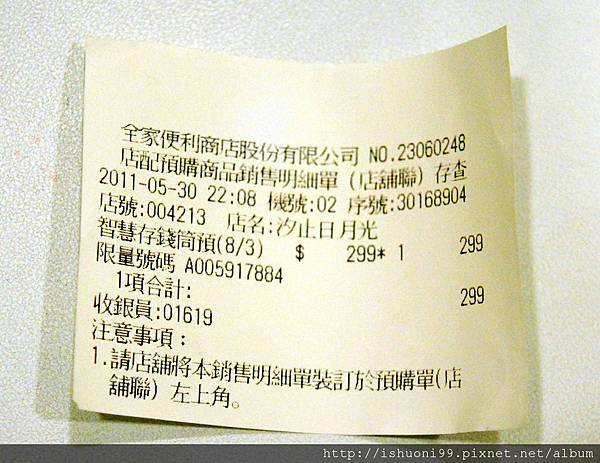 全家便利商店股份有限公司 NO.23060248
店配預購商品銷售明細單 (店舖聯) 存查
2011-05-30 22:08 機號:02 序號:30168904
店號:004213 店名:汐止日月光
智慧存錢筒預(8/3) $ 299* 1 299
限量號碼 A005917884
1項合計: 299
收銀員:01619
注意事項:
1.請店舖將本銷售明細單裝訂於預購單(店
舖聯) 左上角。
http://ishuoni99.pixnet.net/album